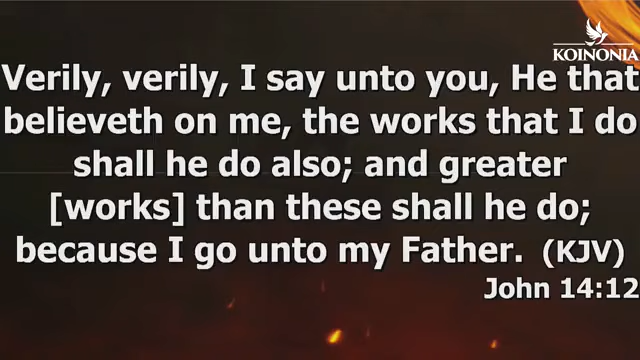 KOINONIA
Verily, verily, I say unto you, He that
believeth on me, the works that I do
shall he do also; and greater
[works] than these shall he do;
because I go unto my Father. (KJV)
John 14:12